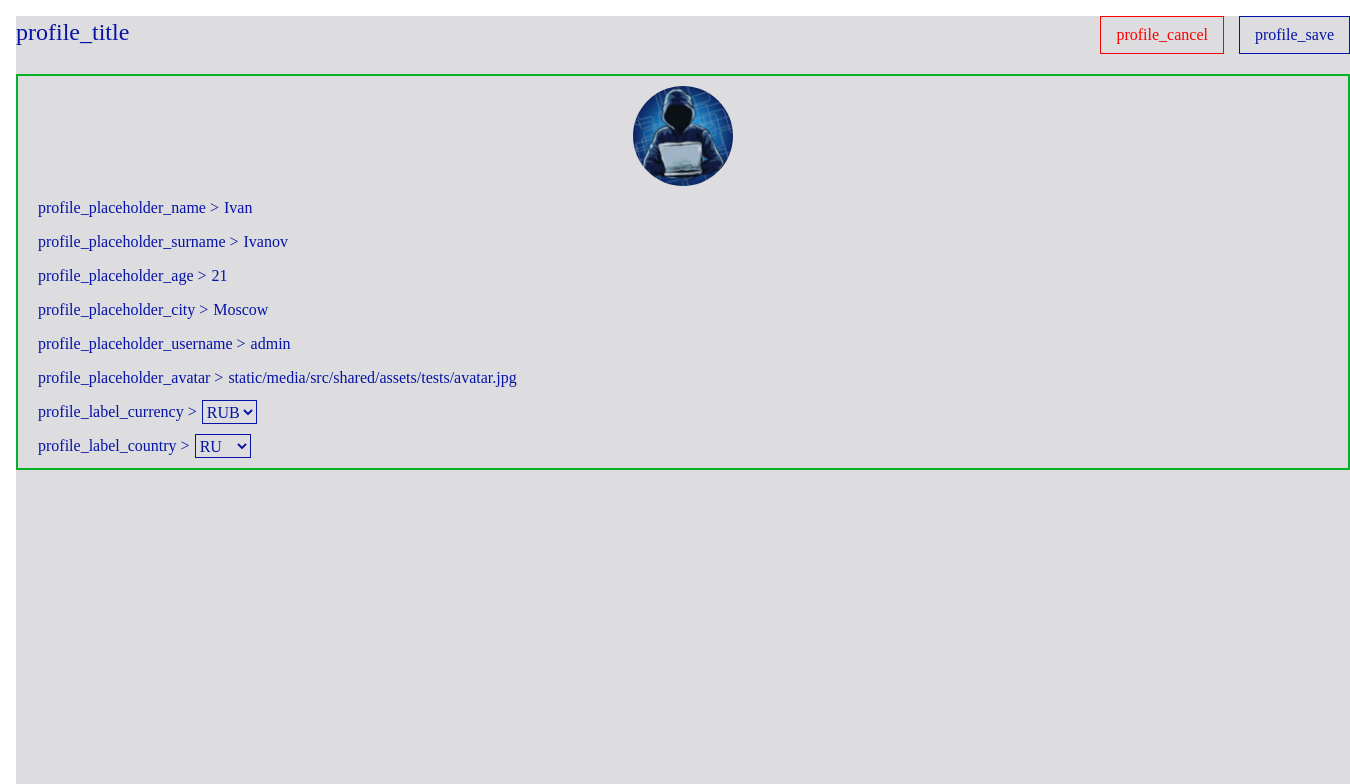 profile_title
profile_cancel
profile_save
profile_placeholder_name > Ivan
profile_placeholder_surname > Ivanov
profile_placeholder_age > 21
profile_placeholder_city > Moscow
profile_placeholder_username > admin
profile_placeholder_avatar > static/media/src/shared/assets/tests/avatar.jpg
profile_label_currency > RUB
profile_label_country > RU